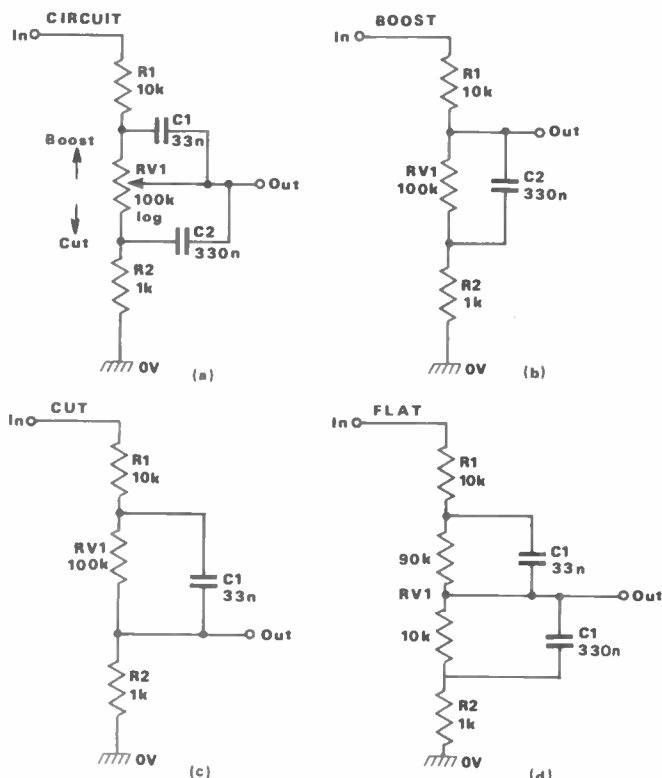 CIRCUIT
In
R1
10k
C1
33n
Boost
RV1
100k
log
Out
Cut
C2
330n
R2
1k
0V
(a)
BOOST
In
R1
10k
Out
RV1
100k
C2
330n
R2
1k
0V
(b)
CUT
In
R1
10k
RV1
100k
C1
33n
Out
R2
1k
0V
(c)
FLAT
In
R1
10k
90k
C1
33n
RV1
Out
10k
C1
330n
R2
1k
0V
(d)